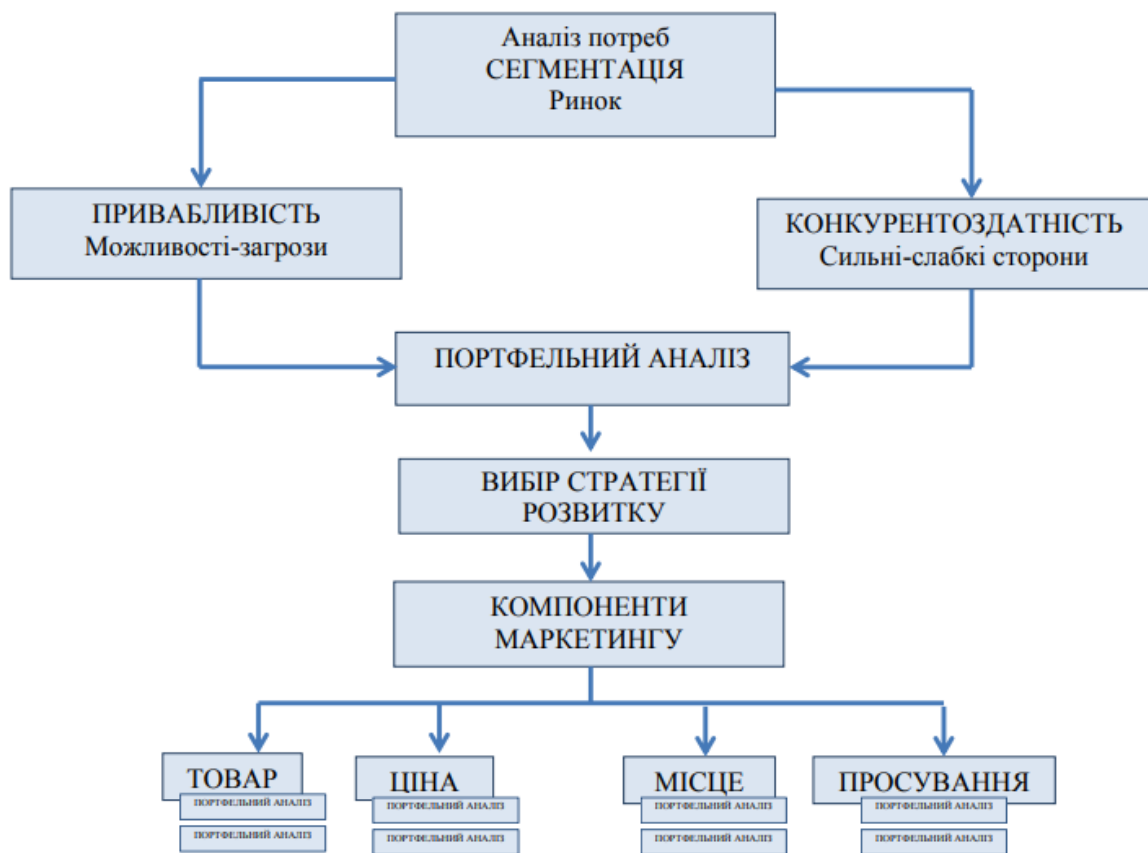 Аналіз потреб
СЕГМЕНТАЦІЯ
Ринок
ПРИВАБЛИВІСТЬ
Можливості-загрози
КОНКУРЕНТОЗДАТНІСТЬ
Сильні-слабкі сторони
ПОРТФЕЛЬНИЙ АНАЛІЗ
ВИБІР СТРАТЕГІЇ
РОЗВИТКУ
КОМПОНЕНТИ
МАРКЕТИНГУ
ТОВАР
ПОРТФЕЛЬНИЙ АНАЛІЗ
ПОРТФЕЛЬНИЙ АНАЛІЗ
ЦІНА
ПОРТФЕЛЬНИЙ АНАЛІЗ
ПОРТФЕЛЬНИЙ АНАЛІЗ
МІСЦЕ
ПОРТФЕЛЬНИЙ АНАЛІЗ
ПОРТФЕЛЬНИЙ АНАЛІЗ
ПРОСУВАННЯ
ПОРТФЕЛЬНИЙ АНАЛІЗ
ПОРТФЕЛЬНИЙ АНАЛІЗ